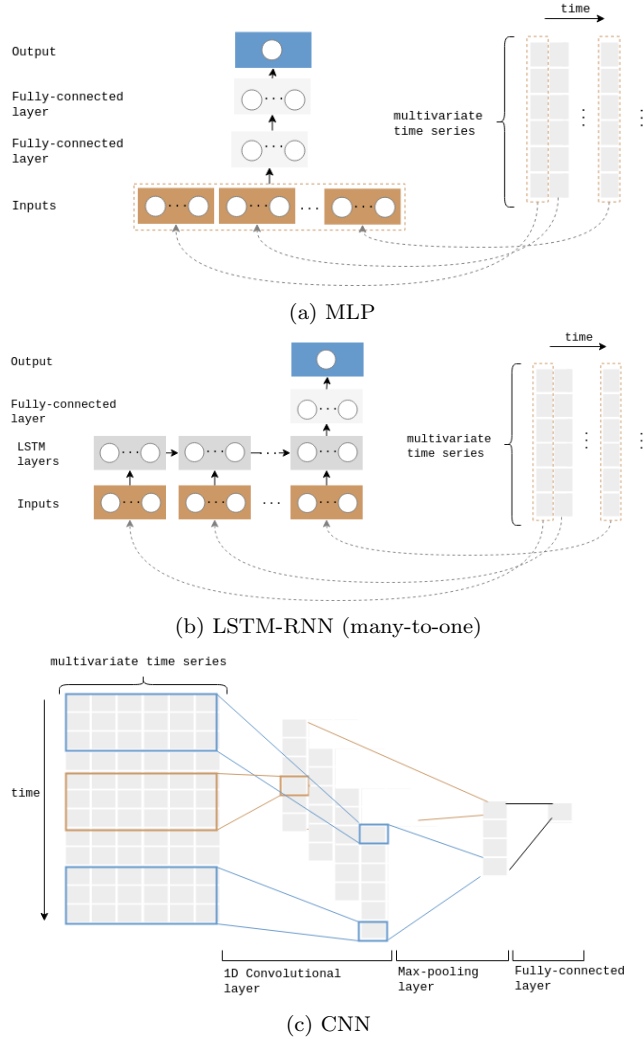 time
Output
Fully-connected
layer
multivariate
time series
Fully-connected
layer
Inputs
(a) MLP
time
Output
Fully-connected
layer
LSTM
layers
multivariate
time series
Inputs
(b) LSTM-RNN (many-to-one)
multivariate time series
time
1D Convolutional
layer
Max-pooling
layer
Fully-connected
layer
(c) CNN